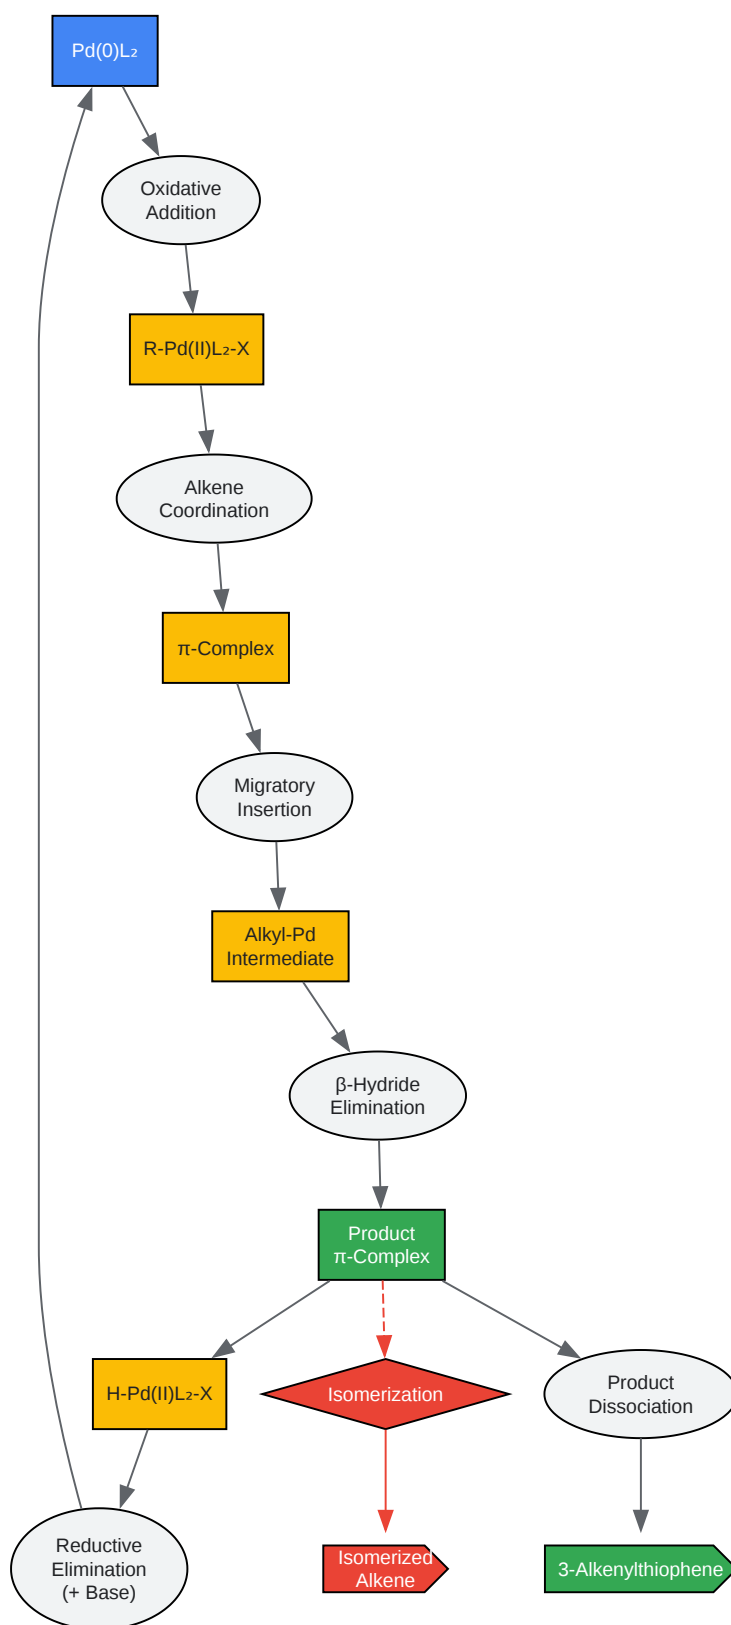 Pd(0)L₂
Oxidative
Addition
R-Pd(II)L₂-X
Alkene
Coordination
π-Complex
Migratory
Insertion
Alkyl-Pd
Intermediate
β-Hydride
Elimination
Product
π-Complex
H-Pd(II)L₂-X
Isomerization
Product
Dissociation
Reductive
Elimination
(+ Base)
Isomerized
Alkene
3-Alkenylthiophene